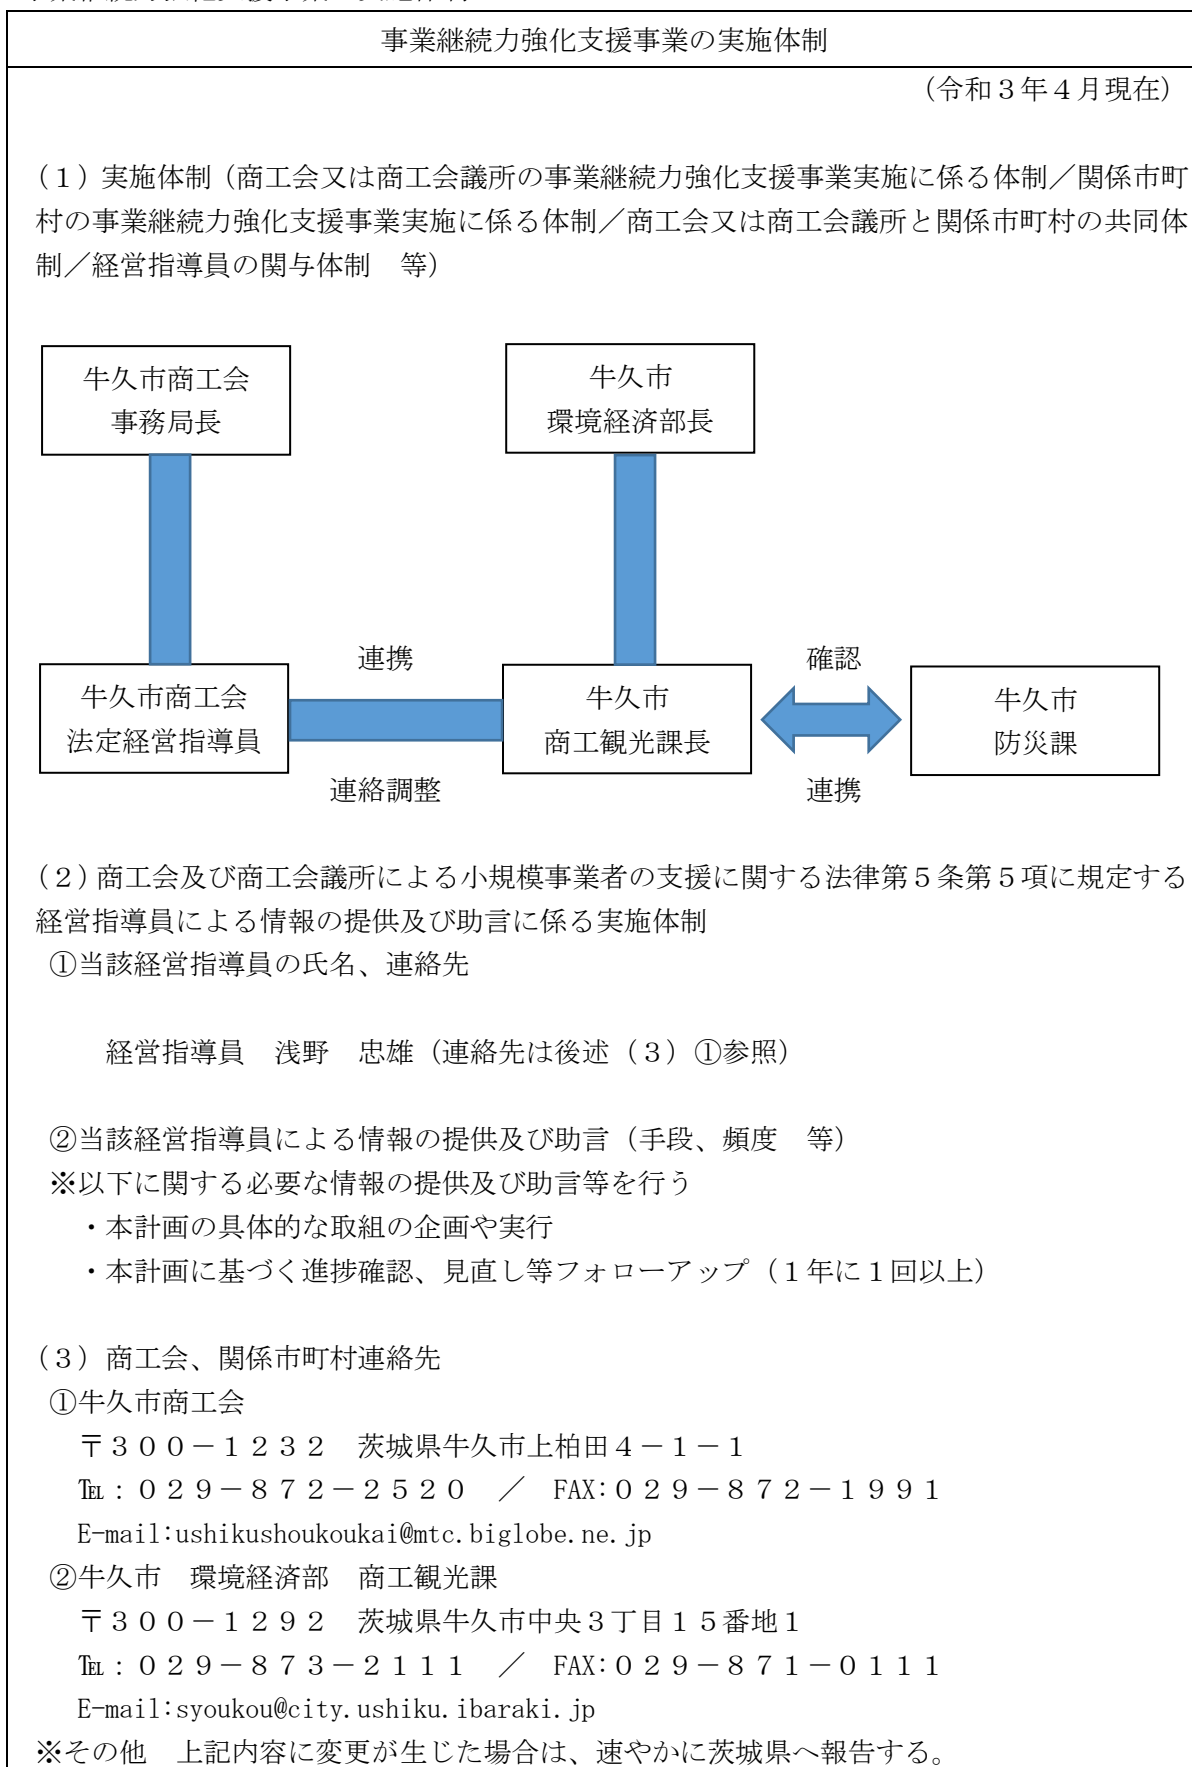 事業継続力強化支援事業の実施体制
（令和３年４月現在）
（１）実施体制（商工会又は商工会議所の事業継続力強化支援事業実施に係る体制／関係市町
村の事業継続力強化支援事業実施に係る体制／商工会又は商工会議所と関係市町村の共同体
制／経営指導員の関与体制　等）
牛久市商工会
事務局長
牛久市
環境経済部長
牛久市商工会
法定経営指導員
連携
連絡調整
牛久市
商工観光課長
確認
連携
牛久市
防災課
（２）商工会及び商工会議所による小規模事業者の支援に関する法律第５条第５項に規定する
経営指導員による情報の提供及び助言に係る実施体制
①当該経営指導員の氏名、連絡先
経営指導員　浅野　忠雄（連絡先は後述（３）①参照）
②当該経営指導員による情報の提供及び助言（手段、頻度　等）
※以下に関する必要な情報の提供及び助言等を行う
・本計画の具体的な取組の企画や実行
・本計画に基づく進捗確認、見直し等フォローアップ（１年に１回以上）
（３）商工会、関係市町村連絡先
①牛久市商工会
〒３００－１２３２　茨城県牛久市上柏田４－１－１
℡：０２９－８７２－２５２０　／　FAX:０２９－８７２－１９９１
E-mail:ushikushoukoukai@mtc.biglobe.ne.jp
②牛久市　環境経済部　商工観光課
〒３００－１２９２　茨城県牛久市中央３丁目１５番地１
℡：０２９－８７３－２１１１　／　FAX:０２９－８７１－０１１１
E-mail:syoukou@city.ushiku.ibaraki.jp
※その他　上記内容に変更が生じた場合は、速やかに茨城県へ報告する。